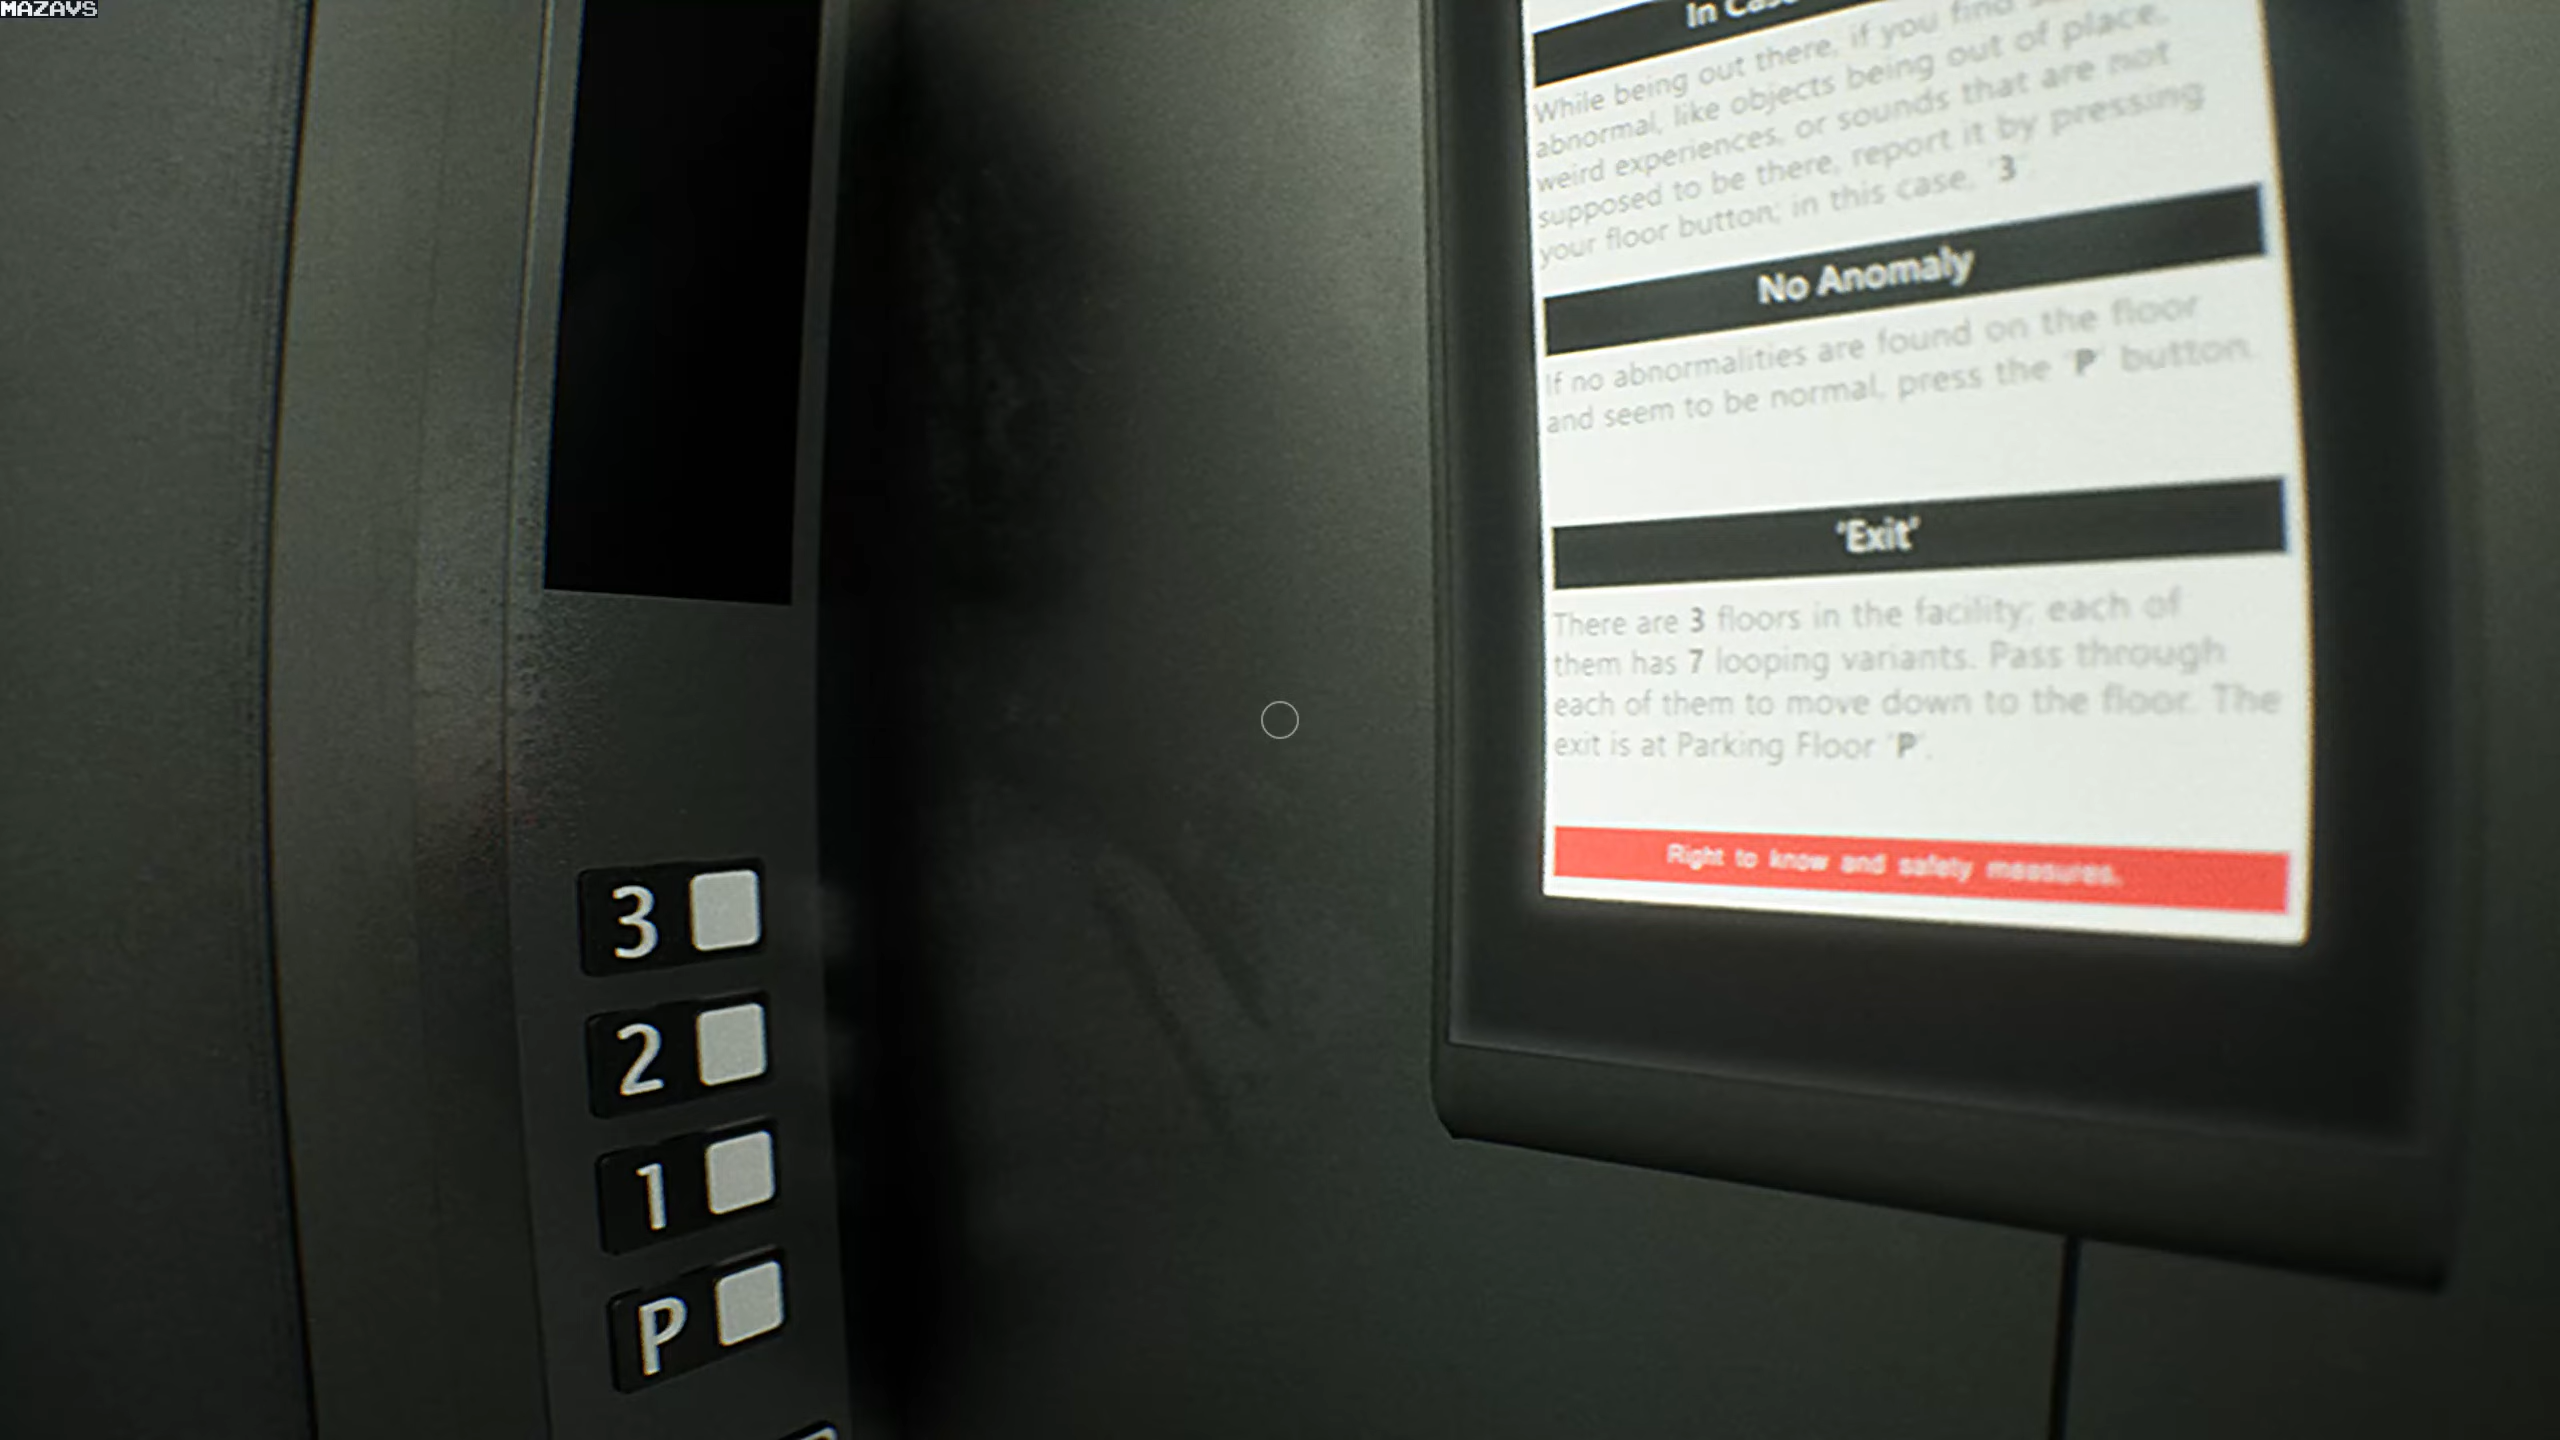 MAZAVS
In Case
While being out there, if you find
abnormal, like objects being out of place,
weird experiences, or sounds that are not
supposed to be there, report it by pressing
your floor button; in this case, '3'.
No Anomaly
If no abnormalities are found on the floor
and seem to be normal, press the 'P' button.
'Exit'
There are 3 floors in the facility; each of
them has 7 looping variants. Pass through
each of them to move down to the floor. The
exit is at Parking Floor 'P'.
Right to know and safety measures.
3
2
1
P